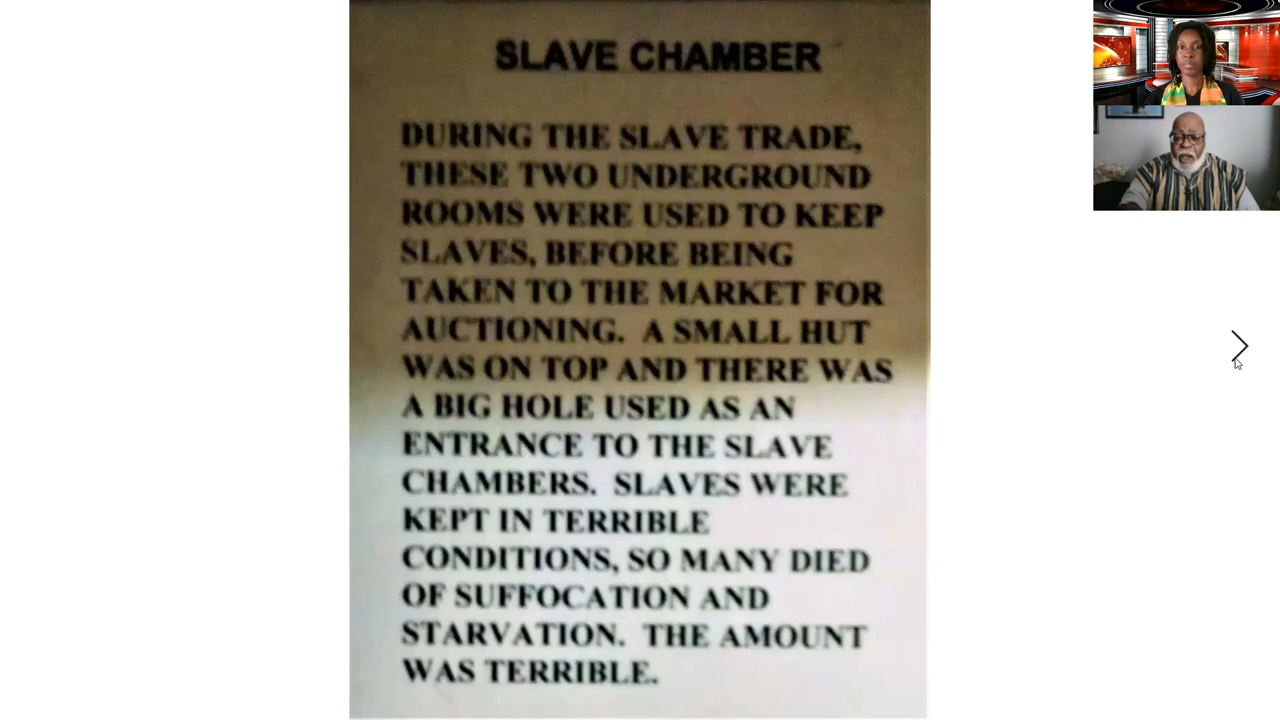 SLAVE CHAMBER
DURING THE SLAVE TRADE,
THESE TWO UNDERGROUND
ROOMS WERE USED TO KEEP
SLAVES, BEFORE BEING
TAKEN TO THE MARKET FOR
AUCTIONING. A SMALL HUT
WAS ON TOP AND THERE WAS
A BIG HOLE USED AS AN
ENTRANCE TO THE SLAVE
CHAMBERS. SLAVES WERE
KEPT IN TERRIBLE
CONDITIONS, SO MANY DIED
OF SUFFOCATION AND
STARVATION. THE AMOUNT
WAS TERRIBLE.